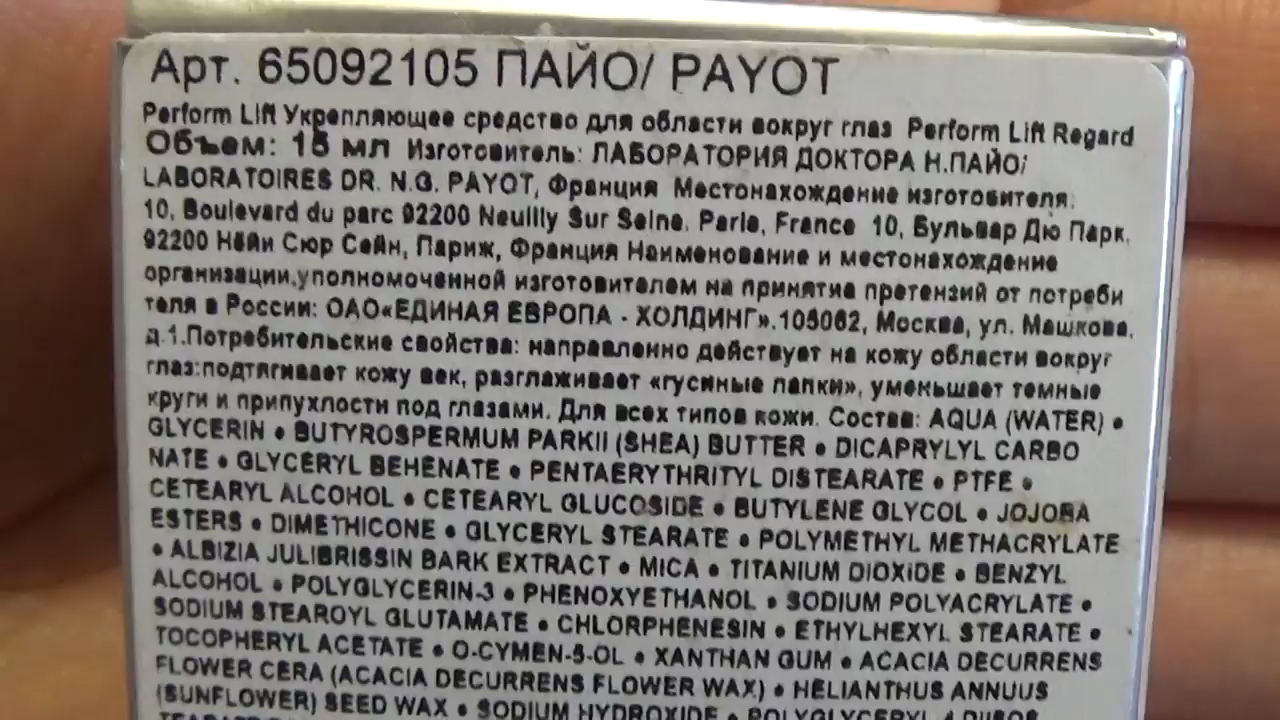 Арт. 65092105 ПАЙО/ PAYOT
Perform Lift Укрепляющее средство для области вокруг глаз Perform Lift Regard
Объем: 15 мл Изготовитель: ЛАБОРАТОРИЯ ДОКТОРА Н.ПАЙО/
LABORATOIRES DR. N.G. PAYOT, Франция Местонахождение изготовителя:
10, Boulevard du parc 92200 Neuilly Sur Seine, Paris, France 10, Бульвар Дю Парк,
92200 Нёйи Сюр Сейн, Париж, Франция Наименование и местонахождение
организации,уполномоченной изготовителем на принятие претензий от потреби
теля в России: ОАО«ЕДИНАЯ ЕВРОПА - ХОЛДИНГ».105062, Москва, ул. Машкова,
д.1.Потребительские свойства: направленно действует на кожу области вокруг
глаз:подтягивает кожу век, разглаживает «гусиные лапки», уменьшает темные
круги и припухлости под глазами. Для всех типов кожи. Состав: AQUA (WATER) •
GLYCERIN • BUTYROSPERMUM PARKII (SHEA) BUTTER • DICAPRYLYL CARBO
NATE • GLYCERYL BEHENATE • PENTAERYTHRITYL DISTEARATE • PTFE •
CETEARYL ALCOHOL • CETEARYL GLUCOSIDE • BUTYLENE GLYCOL • JOJOBA
ESTERS • DIMETHICONE • GLYCERYL STEARATE • POLYMETHYL METHACRYLATE
• ALBIZIA JULIBRISSIN BARK EXTRACT • MICA • TITANIUM DIOXIDE • BENZYL
ALCOHOL • POLYGLYCERIN-3 • PHENOXYETHANOL • SODIUM POLYACRYLATE •
SODIUM STEAROYL GLUTAMATE • CHLORPHENESIN • ETHYLHEXYL STEARATE •
TOCOPHERYL ACETATE • O-CYMEN-5-OL • XANTHAN GUM • ACACIA DECURRENS
FLOWER CERA (ACACIA DECURRENS FLOWER WAX) • HELIANTHUS ANNUUS
(SUNFLOWER) SEED WAX • SODIUM HYDROXIDE •